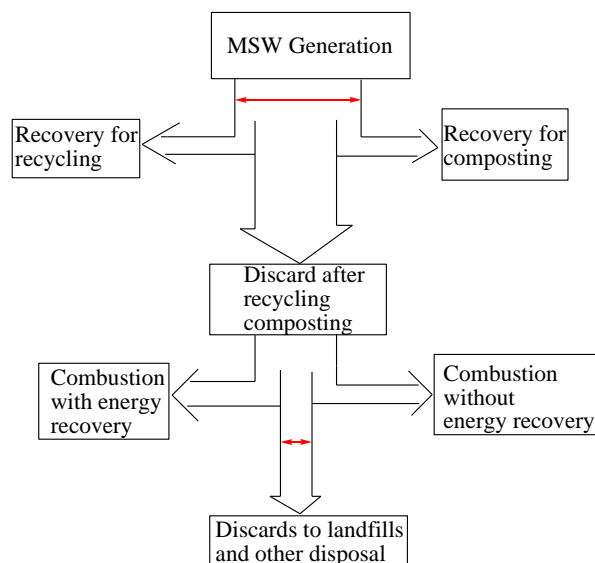 MSW Generation
Recovery for
recycling
Recovery for
composting
Discard after
recycling
composting
Combustion
with energy
recovery
Combustion
without
energy recovery
Discards to landfills
and other disposal